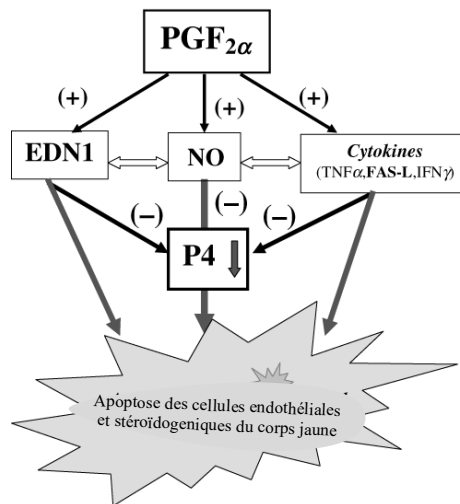 PGF2α
(+)
(+)
(+)
EDN1
NO
Cytokines
(TNFα,FAS-L,IFNγ)
(−)
(−)
(−)
P4
Apoptose des cellules endothéliales
et stéroïdogeniques du corps jaune